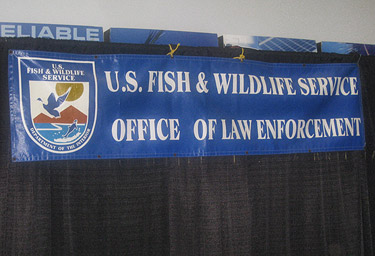 ELIABLE
U.S.
FISH & WILDLIFE
SERVICE
DEPARTMENT OF THE INTERIOR
U.S. FISH & WILDLIFE SERVICE
OFFICE OF LAW ENFORCEMENT